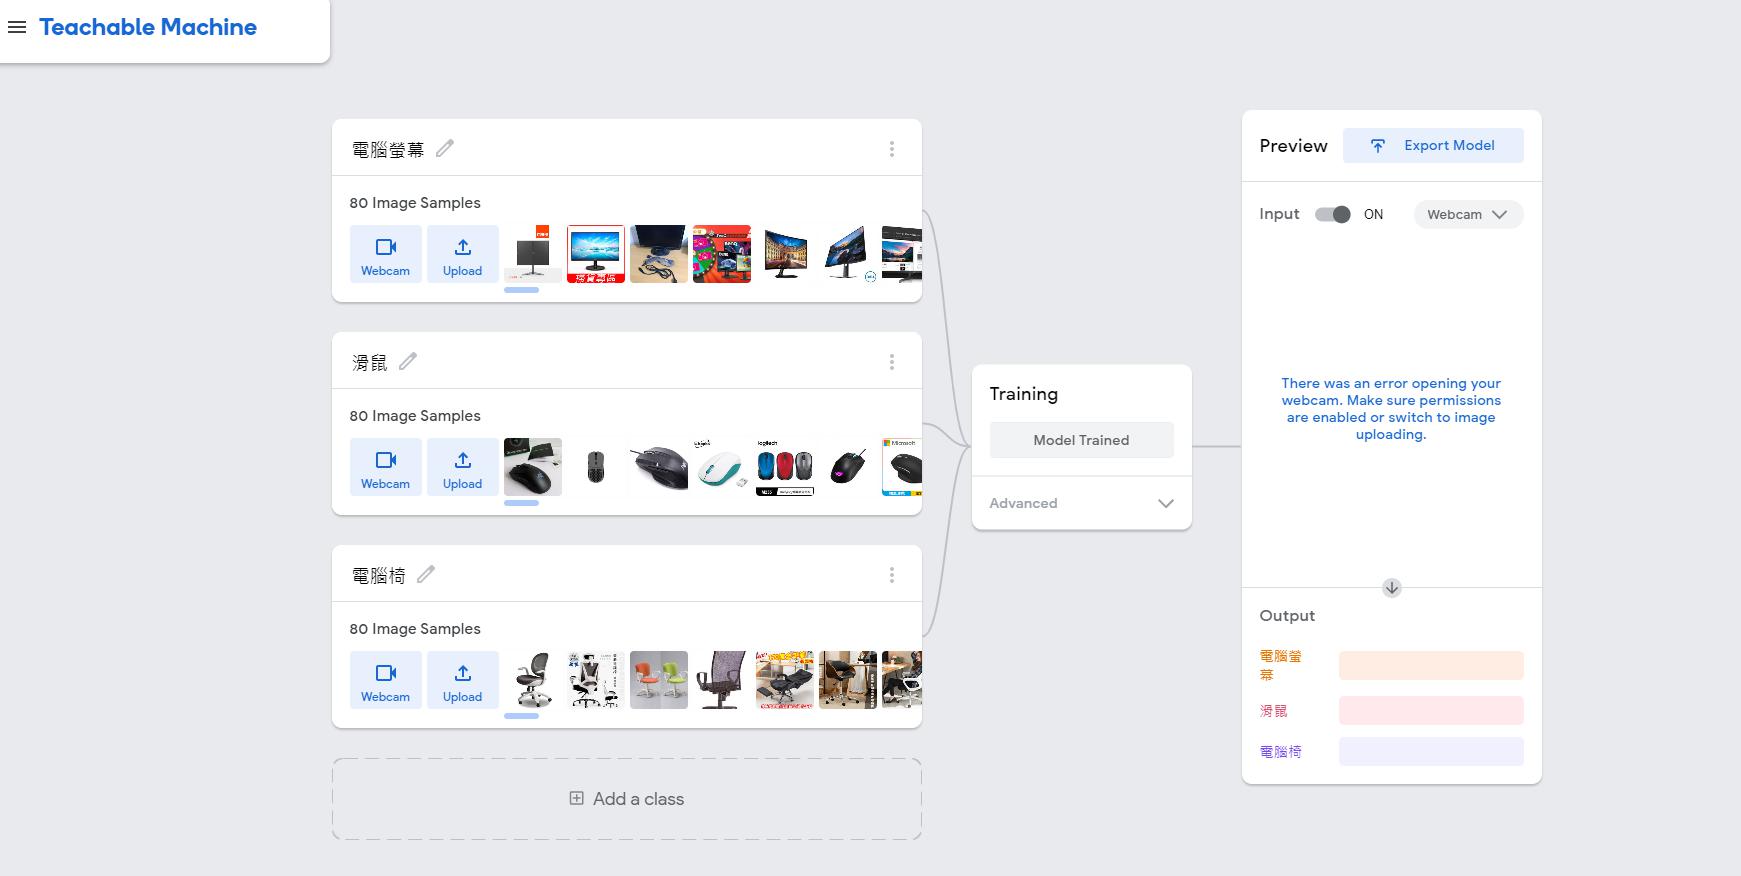 Teachable Machine
電腦螢幕
80 Image Samples
Webcam
Upload
滑鼠
80 Image Samples
Webcam
Upload
logitech
Microsoft
電腦椅
80 Image Samples
Webcam
Upload
Add a class
Training
Model Trained
Advanced
Preview
Export Model
Input
ON
Webcam
There was an error opening your
webcam. Make sure permissions
are enabled or switch to image
uploading.
Output
電腦螢
幕
滑鼠
電腦椅